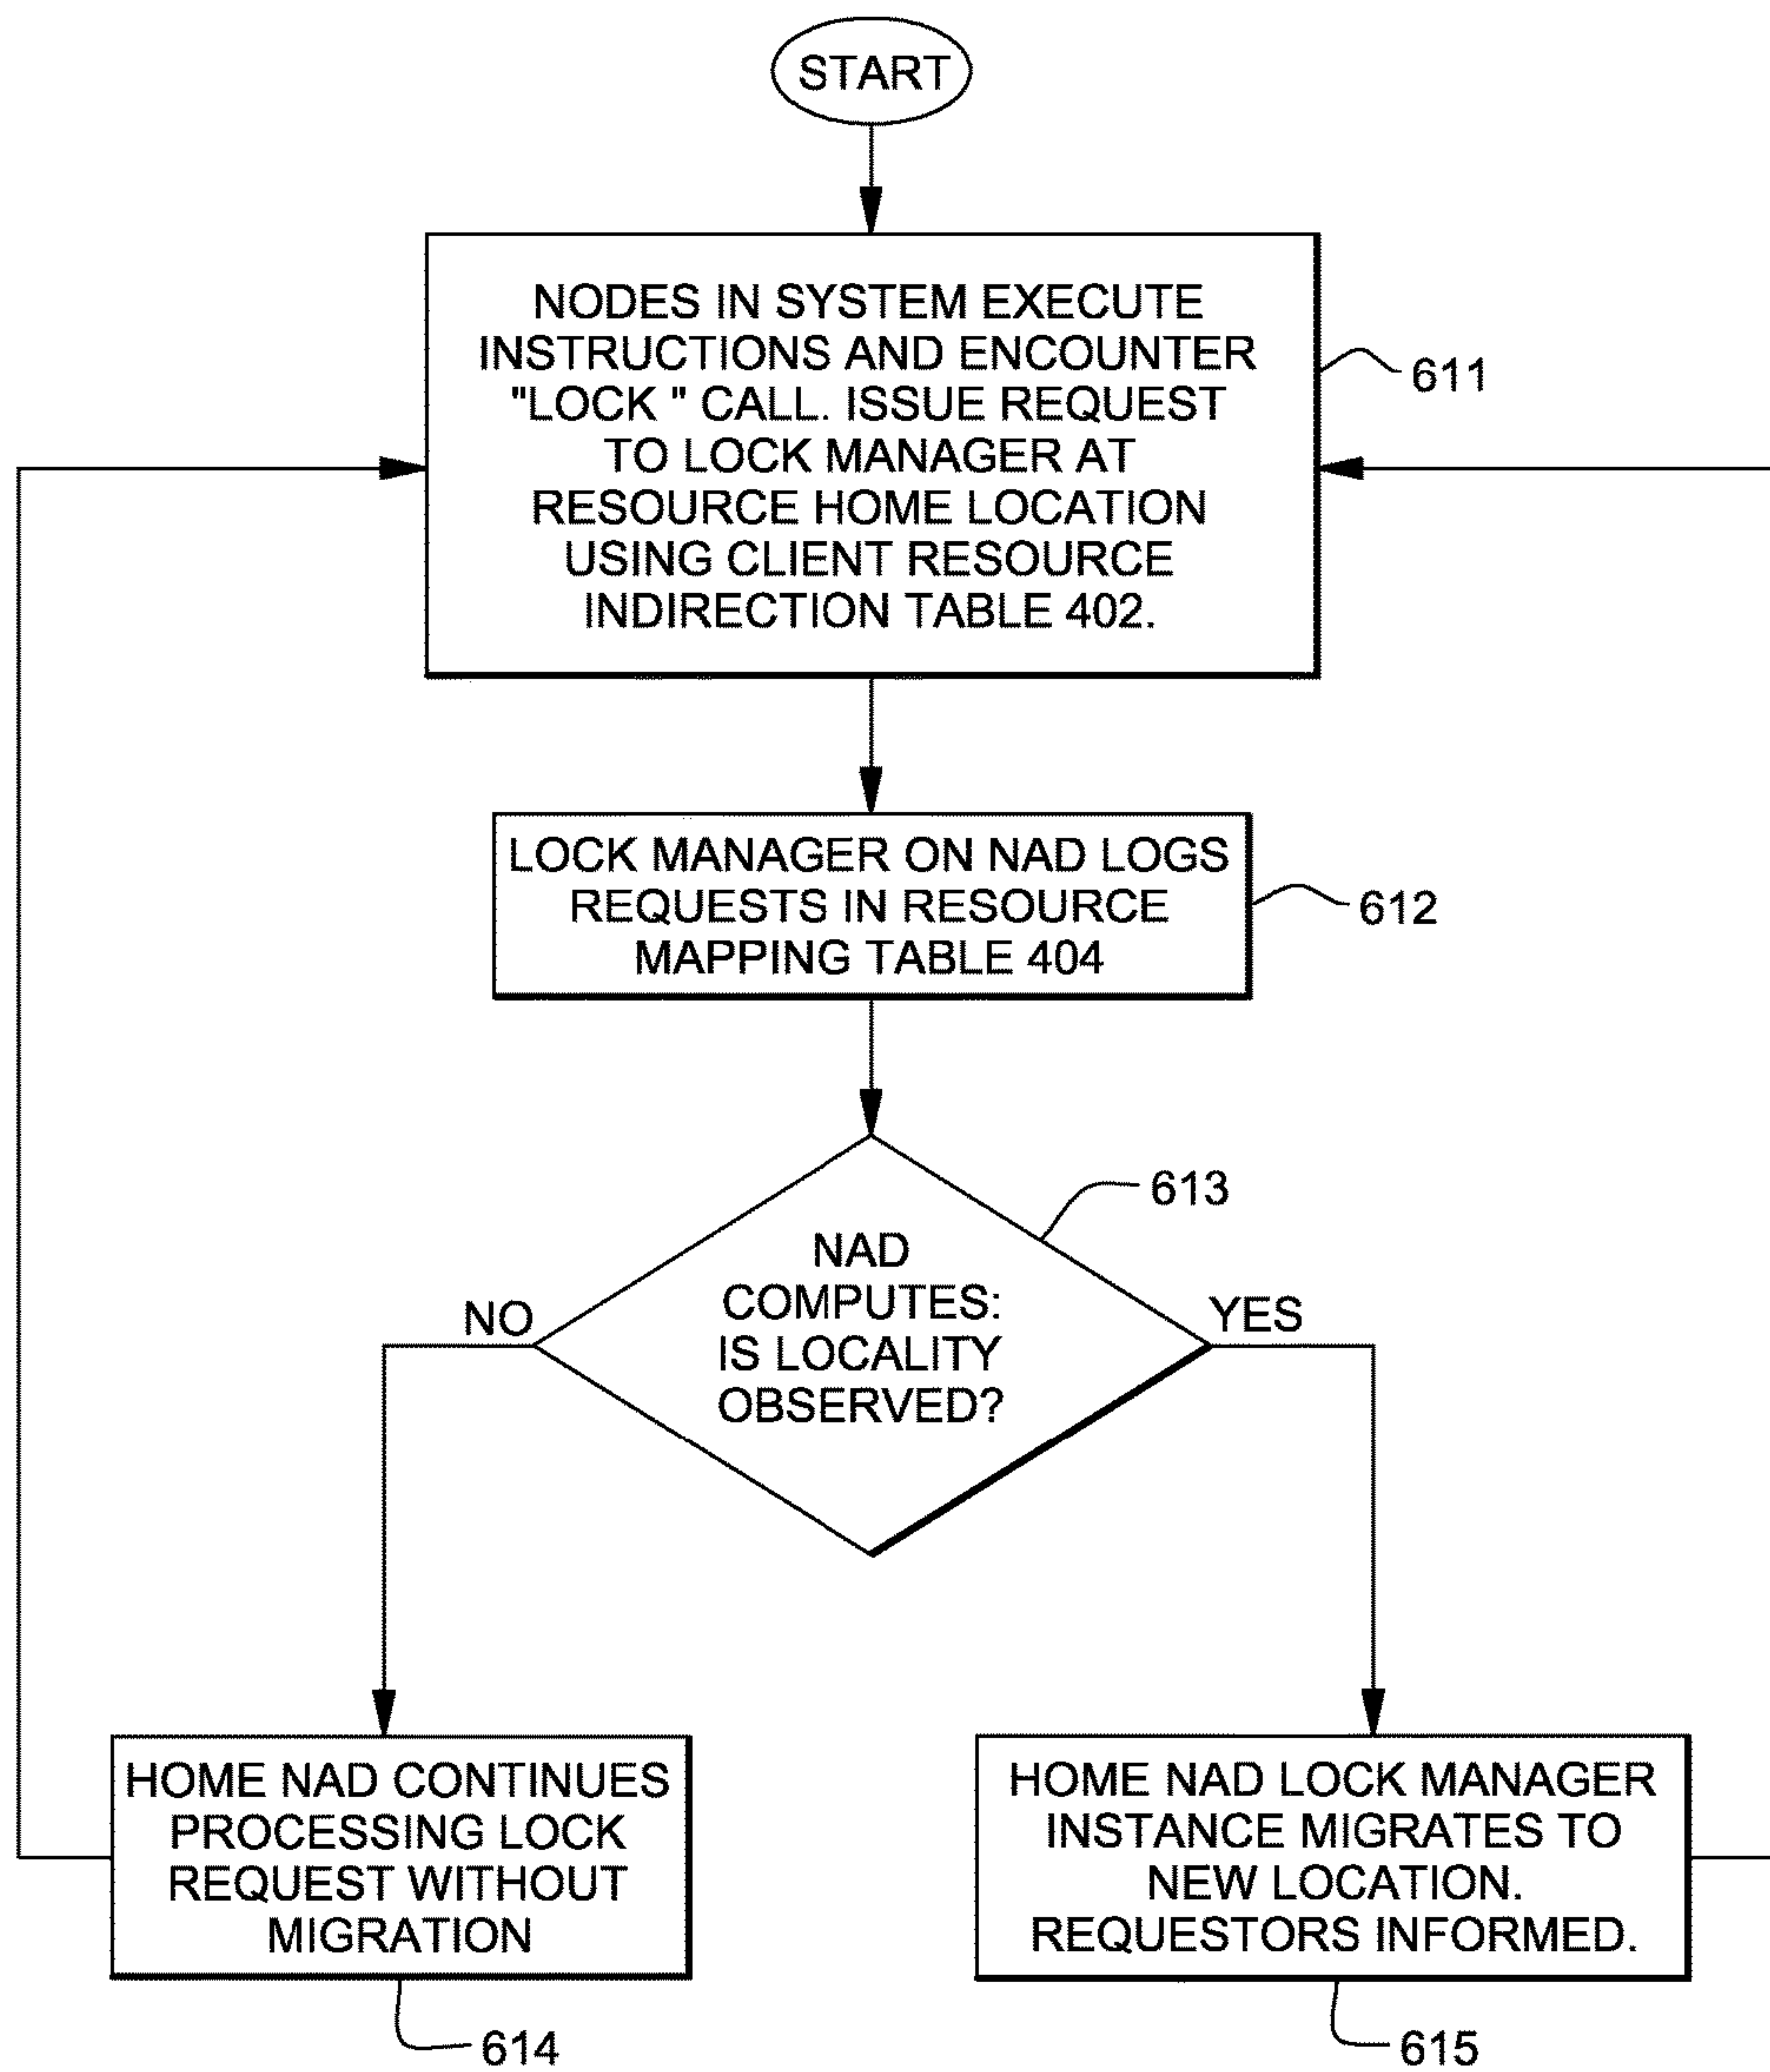 START
NODES IN SYSTEM EXECUTE
INSTRUCTIONS AND ENCOUNTER
"LOCK " CALL. ISSUE REQUEST
TO LOCK MANAGER AT
RESOURCE HOME LOCATION
USING CLIENT RESOURCE
INDIRECTION TABLE 402.
611
LOCK MANAGER ON NAD LOGS
REQUESTS IN RESOURCE
MAPPING TABLE 404
612
613
NAD
COMPUTES:
IS LOCALITY
OBSERVED?
NO
YES
HOME NAD CONTINUES
PROCESSING LOCK
REQUEST WITHOUT
MIGRATION
614
HOME NAD LOCK MANAGER
INSTANCE MIGRATES TO
NEW LOCATION.
REQUESTORS INFORMED.
615